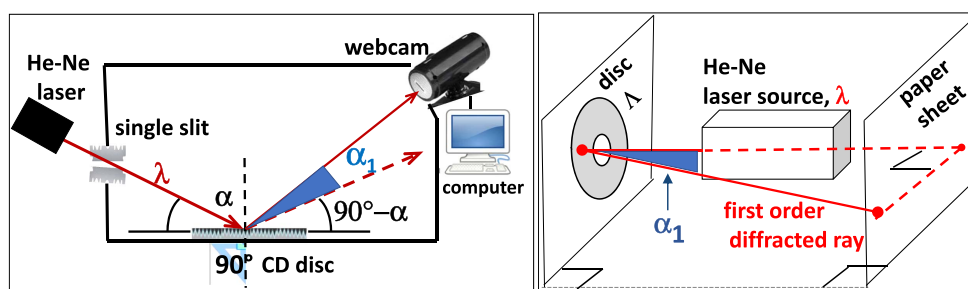 webcam
He-Ne
laser
single slit
λ
α
α₁
computer
90°−α
90° CD disc
disc
Λ
He-Ne
laser source, λ
paper
sheet
α₁
first order
diffracted ray